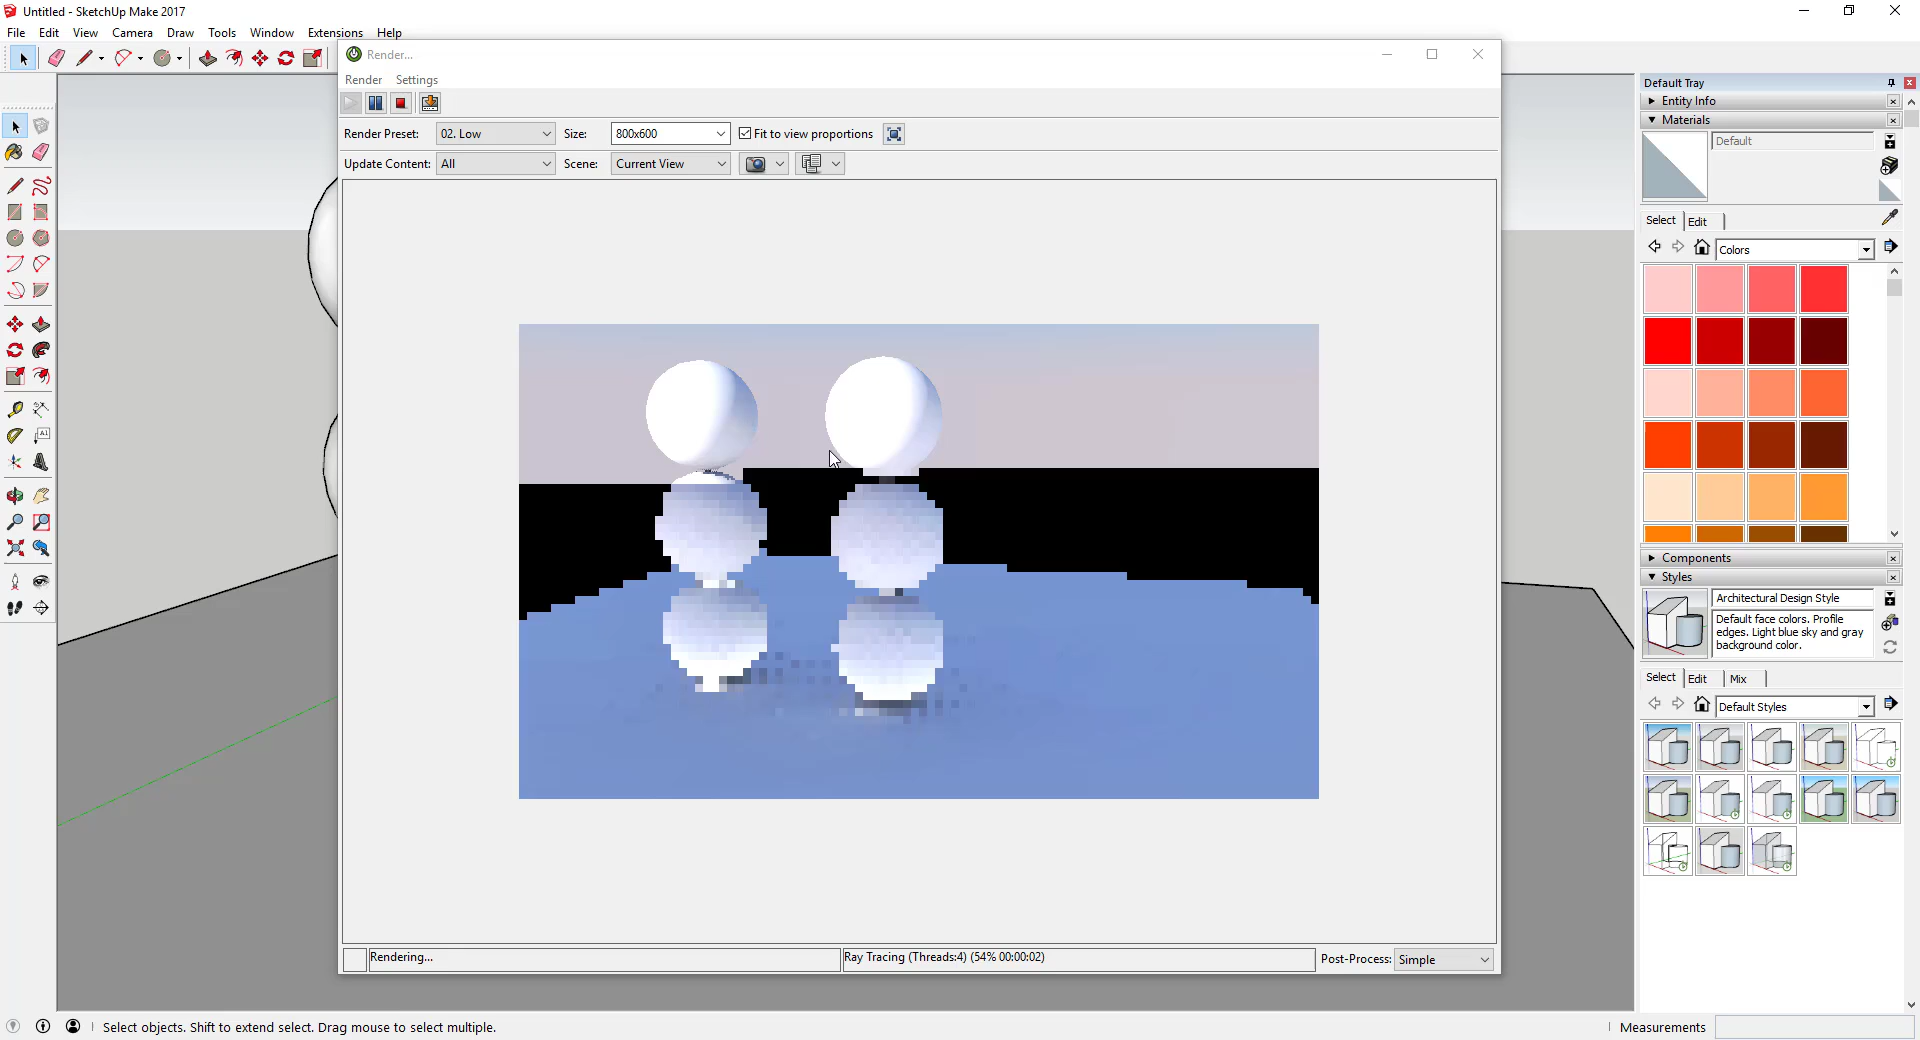 Untitled - SketchUp Make 2017
File Edit View Camera Draw Tools Window Extensions Help
Render...
Render Settings
Render Preset: 02. Low Size: 800x600 Fit to view proportions
Update Content: All Scene: Current View
Rendering... Ray Tracing (Threads:4) (54% 00:00:02) Post-Process: Simple
Default Tray
Entity Info
Materials
Default
Select Edit
Colors
Components
Styles
Architectural Design Style
Default face colors. Profile
edges. Light blue sky and gray
background color.
Select Edit Mix
Default Styles
A1
Select objects. Shift to extend select. Drag mouse to select multiple.
Measurements